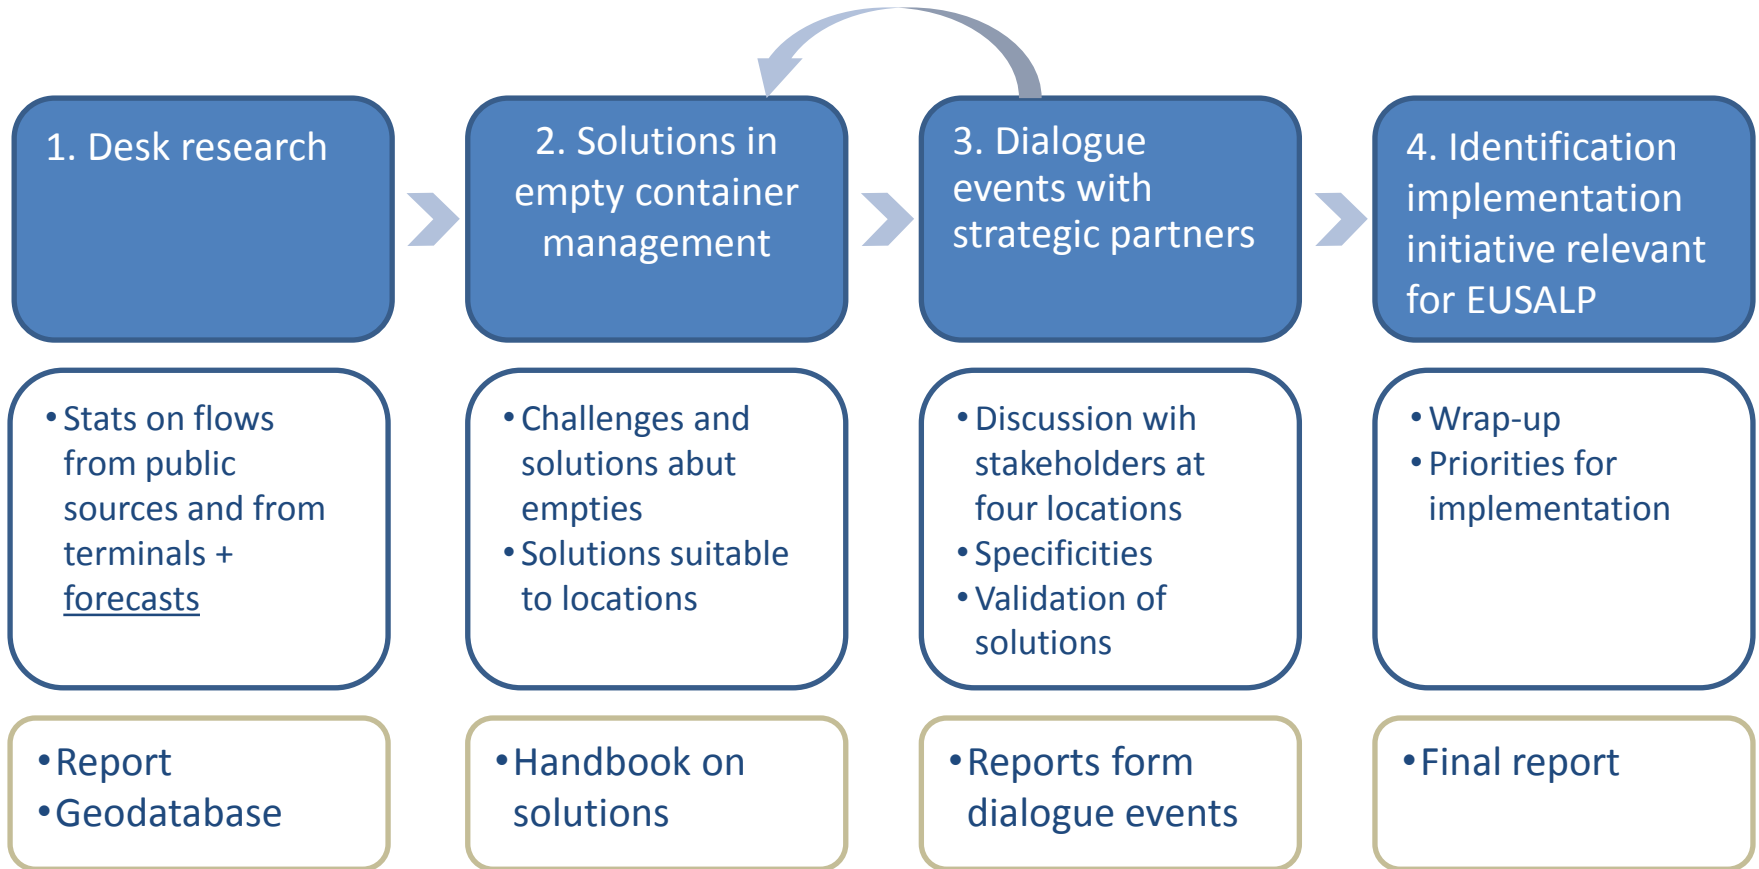 1. Desk research
2. Solutions in
empty container
management
3. Dialogue
events with
strategic partners
4. Identification
implementation
initiative relevant
for EUSALP
• Stats on flows
from public
sources and from
terminals +
forecasts
• Challenges and
solutions abut
empties
• Solutions suitable
to locations
• Discussion wih
stakeholders at
four locations
• Specificities
• Validation of
solutions
• Wrap-up
• Priorities for
implementation
• Report
• Geodatabase
• Handbook on
solutions
• Reports form
dialogue events
• Final report